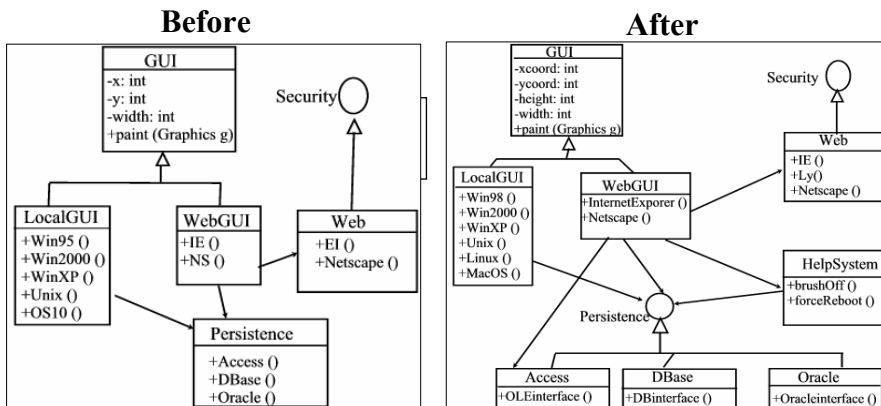 Before
GUI
-x: int
-y: int
-width: int
+paint (Graphics g)
Security
LocalGUI
+Win95 ()
+Win2000 ()
+WinXP ()
+Unix ()
+OS10 ()
WebGUI
+IE ()
+NS ()
Web
+EI ()
+Netscape ()
Persistence
+Access ()
+DBase ()
+Oracle ()
After
GUI
-xcoord: int
-ycoord: int
-height: int
-width: int
+paint (Graphics g)
Security
Web
+IE ()
+Ly()
+Netscape ()
LocalGUI
+Win98 ()
+Win2000 ()
+WinXP ()
+Unix ()
+Linux ()
+MacOS ()
WebGUI
+InternetExporer ()
+Netscape ()
HelpSystem
+brushOff ()
+forceReboot ()
Persistence
Access
+OLEinterface ()
DBase
+DBinterface ()
Oracle
+Oracleinterface ()